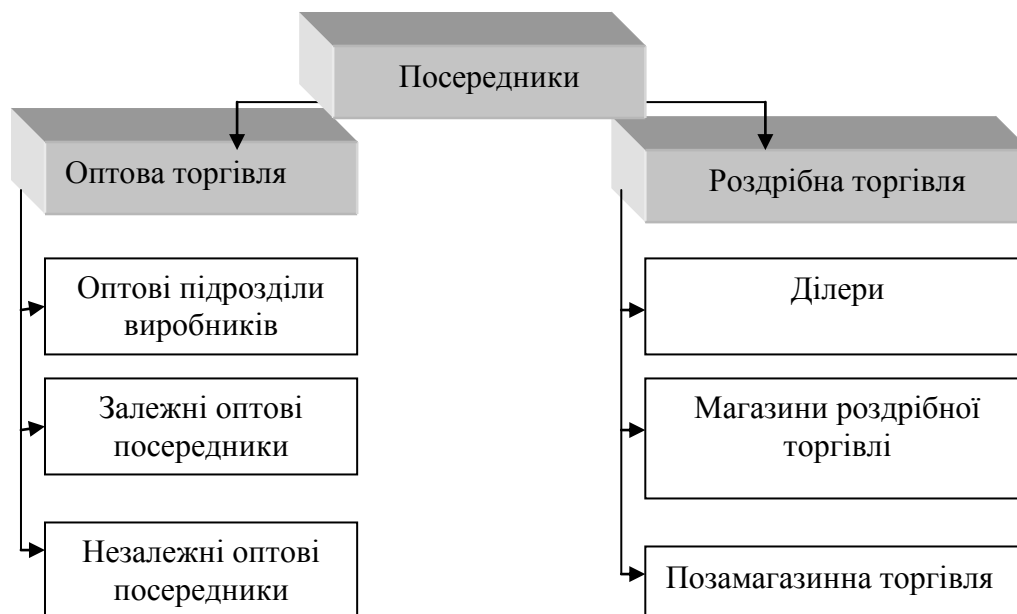 Посередники
Оптова торгівля
Роздрібна торгівля
Оптові підрозділи
виробників
Ділери
Залежні оптові
посередники
Магазини роздрібної
торгівлі
Незалежні оптові
посередники
Позамагазинна торгівля